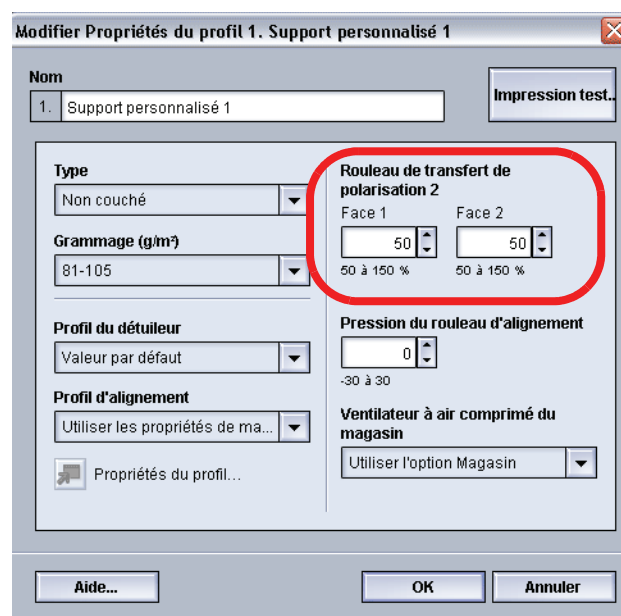 Modifier Propriétés du profil 1. Support personnalisé 1
Nom
1. Support personnalisé 1
Impression test..
Type
Non couché
Grammage (g/m²)
81-105
Profil du détuileur
Valeur par défaut
Profil d'alignement
Utiliser les propriétés de ma...
Propriétés du profil...
Rouleau de transfert de
polarisation 2
Face 1 Face 2
50 50
50 à 150 % 50 à 150 %
Pression du rouleau d'alignement
0
-30 à 30
Ventilateur à air comprimé du
magasin
Utiliser l'option Magasin
Aide... OK Annuler